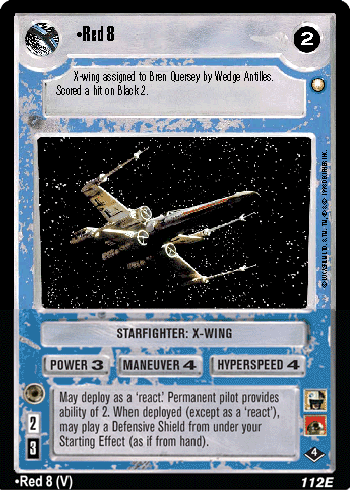 •Red 8
2
X-wing assigned to Bren Quersey by Wedge Antilles.
Scored a hit on Black 2.
STARFIGHTER: X-WING
POWER 3
MANEUVER 4
HYPERSPEED 4
May deploy as a 'react.' Permanent pilot provides
ability of 2. When deployed (except as a 'react'),
may play a Defensive Shield from under your
Starting Effect (as if from hand).
2
3
4
•Red 8 (V)
112E